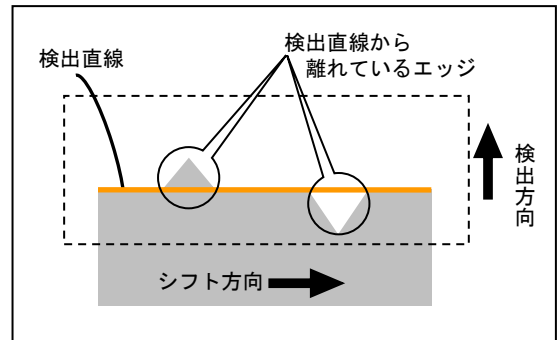 検出直線
検出直線から
離れているエッジ
検出方向
シフト方向